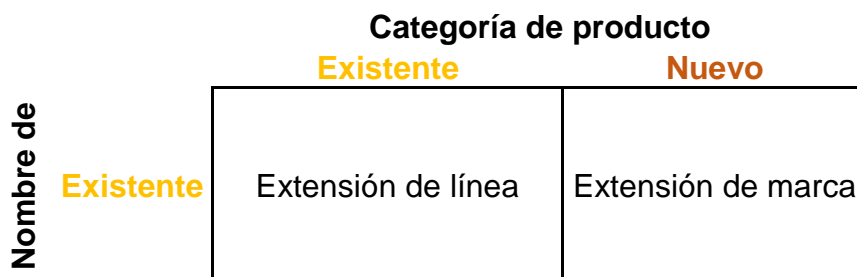 Categoría de producto
Existente Nuevo
Nombre de
Existente Extensión de línea Extensión de marca